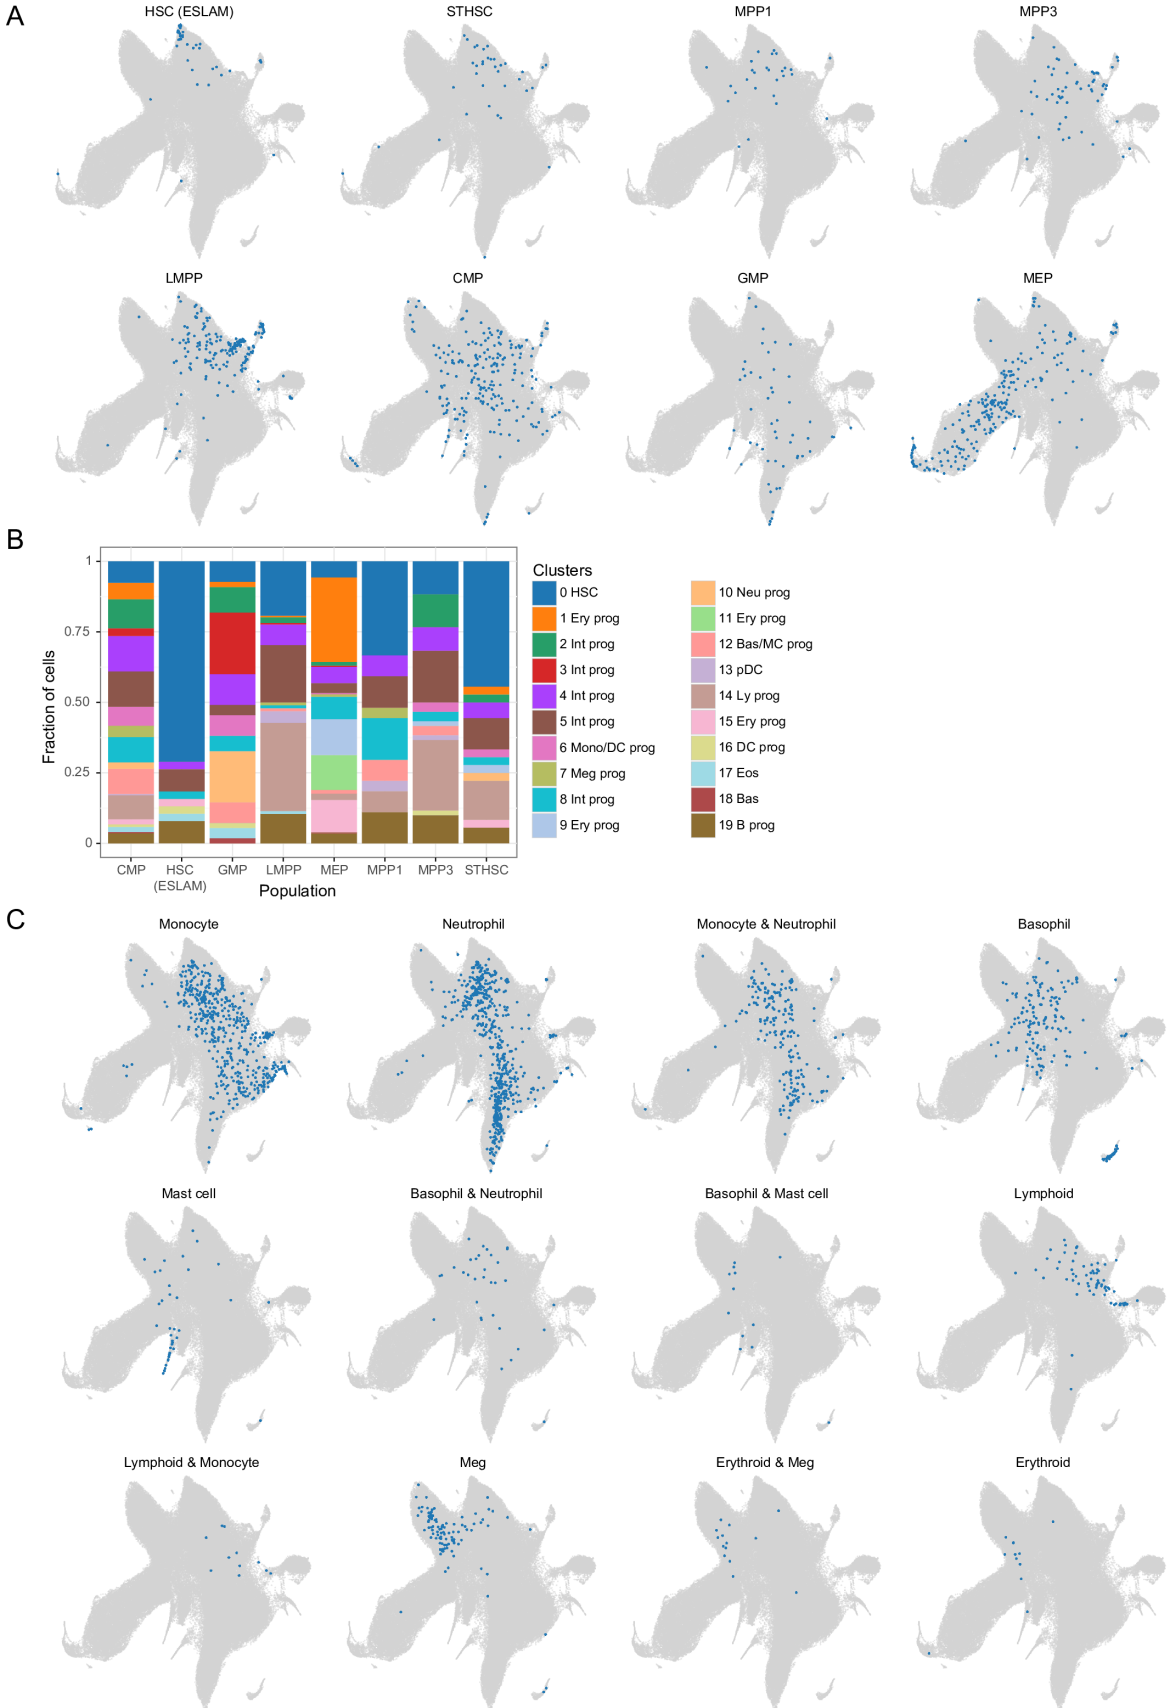 A
HSC (ESLAM)
STHSC
MPP1
MPP3
LMPP
CMP
GMP
MEP
B
1
0.75
0.50
0.25
0
Fraction of cells
CMP
HSC
(ESLAM)
GMP
LMPP
MEP
MPP1
MPP3
STHSC
Population
Clusters
0 HSC
1 Ery prog
2 Int prog
3 Int prog
4 Int prog
5 Int prog
6 Mono/DC prog
7 Meg prog
8 Int prog
9 Ery prog
10 Neu prog
11 Ery prog
12 Bas/MC prog
13 pDC
14 Ly prog
15 Ery prog
16 DC prog
17 Eos
18 Bas
19 B prog
C
Monocyte
Neutrophil
Monocyte & Neutrophil
Basophil
Mast cell
Basophil & Neutrophil
Basophil & Mast cell
Lymphoid
Lymphoid & Monocyte
Meg
Erythroid & Meg
Erythroid